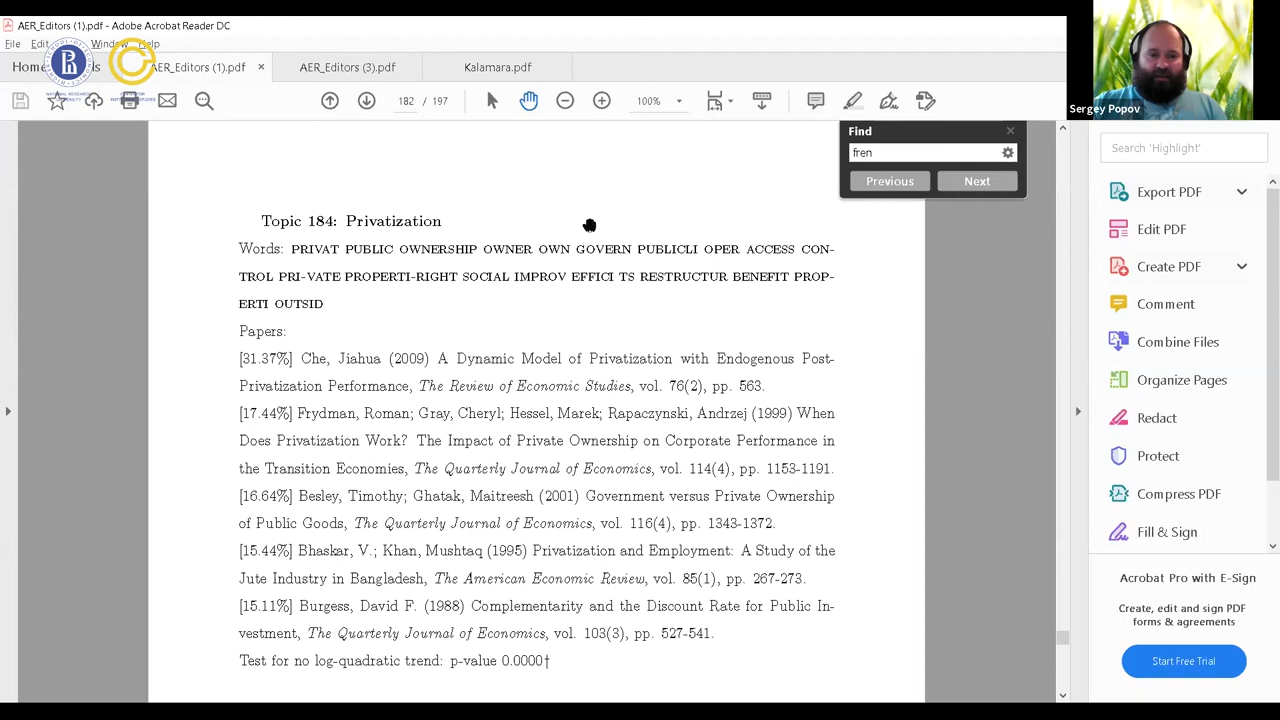 AER_Editors (1).pdf - Adobe Acrobat Reader DC
File Edit Window Help
Home AER_Editors (1).pdf × AER_Editors (3).pdf Kalamara.pdf
182 / 197 100%
Sergey Popov
Find
fren
Previous Next
Topic 184: Privatization
Words: PRIVAT PUBLIC OWNERSHIP OWNER OWN GOVERN PUBLICLI OPER ACCESS CON-
TROL PRI-VATE PROPERTI-RIGHT SOCIAL IMPROV EFFICI TS RESTRUCTUR BENEFIT PROP-
ERTI OUTSID
Papers:
[31.37%] Che, Jiahua (2009) A Dynamic Model of Privatization with Endogenous Post-
Privatization Performance, The Review of Economic Studies, vol. 76(2), pp. 563.
[17.44%] Frydman, Roman; Gray, Cheryl; Hessel, Marek; Rapaczynski, Andrzej (1999) When
Does Privatization Work? The Impact of Private Ownership on Corporate Performance in
the Transition Economies, The Quarterly Journal of Economics, vol. 114(4), pp. 1153-1191.
[16.64%] Besley, Timothy; Ghatak, Maitreesh (2001) Government versus Private Ownership
of Public Goods, The Quarterly Journal of Economics, vol. 116(4), pp. 1343-1372.
[15.44%] Bhaskar, V.; Khan, Mushtaq (1995) Privatization and Employment: A Study of the
Jute Industry in Bangladesh, The American Economic Review, vol. 85(1), pp. 267-273.
[15.11%] Burgess, David F. (1988) Complementarity and the Discount Rate for Public In-
vestment, The Quarterly Journal of Economics, vol. 103(3), pp. 527-541.
Test for no log-quadratic trend: p-value 0.0000†
Search 'Highlight'
Export PDF
Edit PDF
Create PDF
Comment
Combine Files
Organize Pages
Redact
Protect
Compress PDF
Fill & Sign
Acrobat Pro with E-Sign
Create, edit and sign PDF
forms & agreements
Start Free Trial